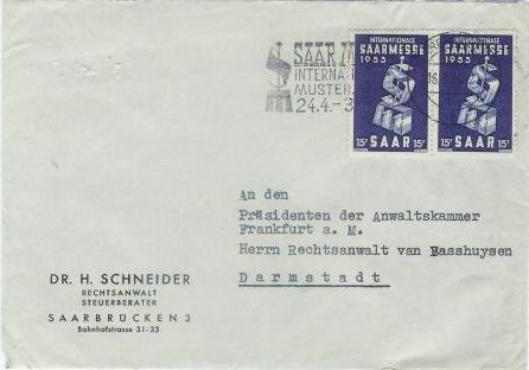 SAAR
INTERNA
MUSTER
24.4.-3
INTERNATIONALE
SAARMESSE
1953
15F SAAR 15F
INTERNATIONALE
SAARMESSE
1953
15F SAAR 15F
An den
Präsidenten der Anwaltskammer
Frankfurt a. M.
Herrn Rechtsanwalt van Hasshuysen
Darmstadt
DR. H. SCHNEIDER
RECHTSANWALT
STEUERBERATER
SAARBRÜCKEN 3
Bahnhofstrasse 31-33